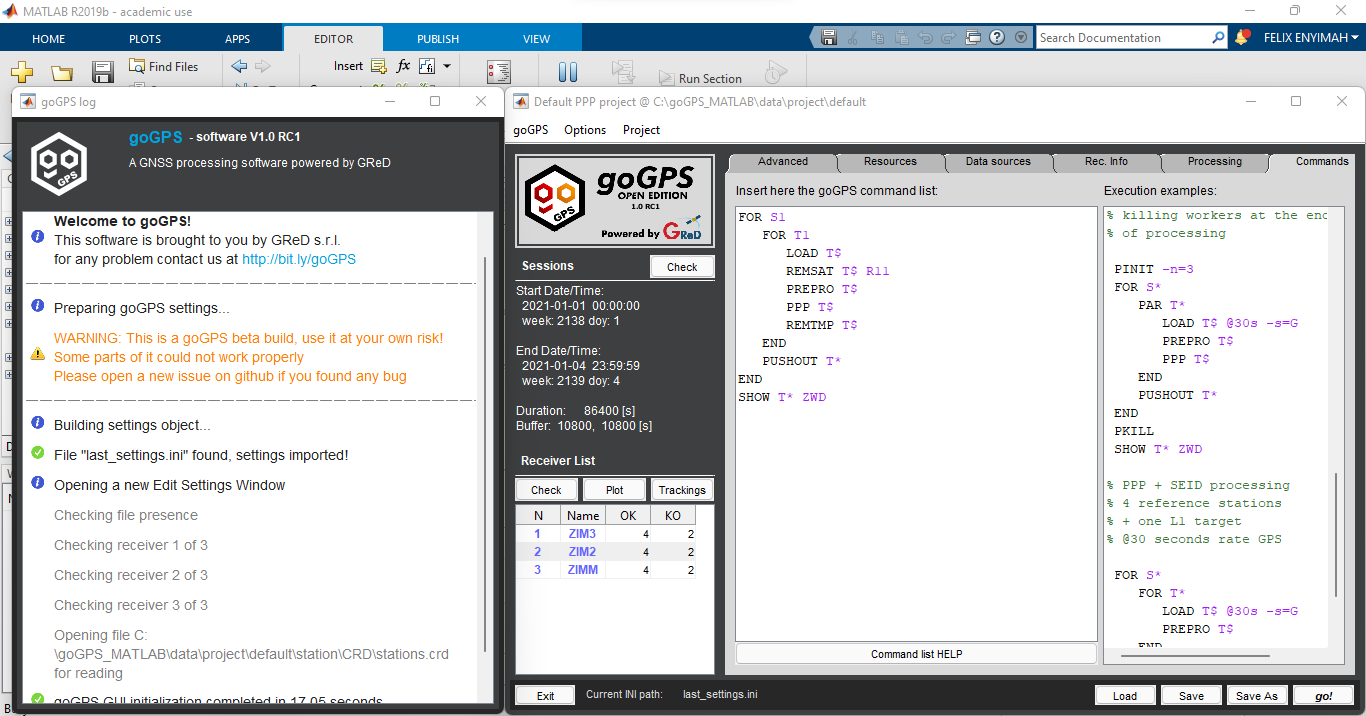 MATLAB R2019b - academic use
HOME PLOTS APPS EDITOR PUBLISH VIEW
Search Documentation
FELIX ENYIMAH
Find Files
Insert
fx
Run Section
goGPS log
goGPS - software V1.0 RC1
A GNSS processing software powered by GReD
goGPS
Welcome to goGPS!
This software is brought to you by GReD s.r.l.
for any problem contact us at http://bit.ly/goGPS
Preparing goGPS settings...
WARNING: This is a goGPS beta build, use it at your own risk!
Some parts of it could not work properly
Please open a new issue on github if you found any bug
Building settings object...
File "last_settings.ini" found, settings imported!
Opening a new Edit Settings Window
Checking file presence
Checking receiver 1 of 3
Checking receiver 2 of 3
Checking receiver 3 of 3
Opening file C:
\goGPS_MATLAB\data\project\default\station\CRD\stations.crd
for reading
goGPS GUI initialization completed in 17.05 seconds
Default PPP project @ C:\goGPS_MATLAB\data\project\default
goGPS Options Project
goGPS
goGPS
OPEN EDITION
1.0 RC1
Powered by GReD
Sessions
Check
Start Date/Time:
2021-01-01 00:00:00
week: 2138 doy: 1
End Date/Time:
2021-01-04 23:59:59
week: 2139 doy: 4
Duration: 86400 [s]
Buffer: 10800, 10800 [s]
Receiver List
Check Plot Trackings
N Name OK KO
1 ZIM3 4 2
2 ZIM2 4 2
3 ZIMM 4 2
Advanced Resources Data sources Rec. Info Processing Commands
Insert here the goGPS command list:
FOR S1
FOR T1
LOAD T$
REMSAT T$ R11
PREPRO T$
PPP T$
REMTMP T$
END
PUSHOUT T*
END
SHOW T* ZWD
Command list HELP
Execution examples:
% killing workers at the end
% of processing
PINIT -n=3
FOR S*
PAR T*
LOAD T$ @30s -s=G
PREPRO T$
PPP T$
END
PUSHOUT T*
END
PKILL
SHOW T* ZWD
% PPP + SEID processing
% 4 reference stations
% + one L1 target
% @30 seconds rate GPS
FOR S*
FOR T*
LOAD T$ @30s -s=G
PREPRO T$
END
Exit
Current INI path: last_settings.ini
Load Save Save As go!